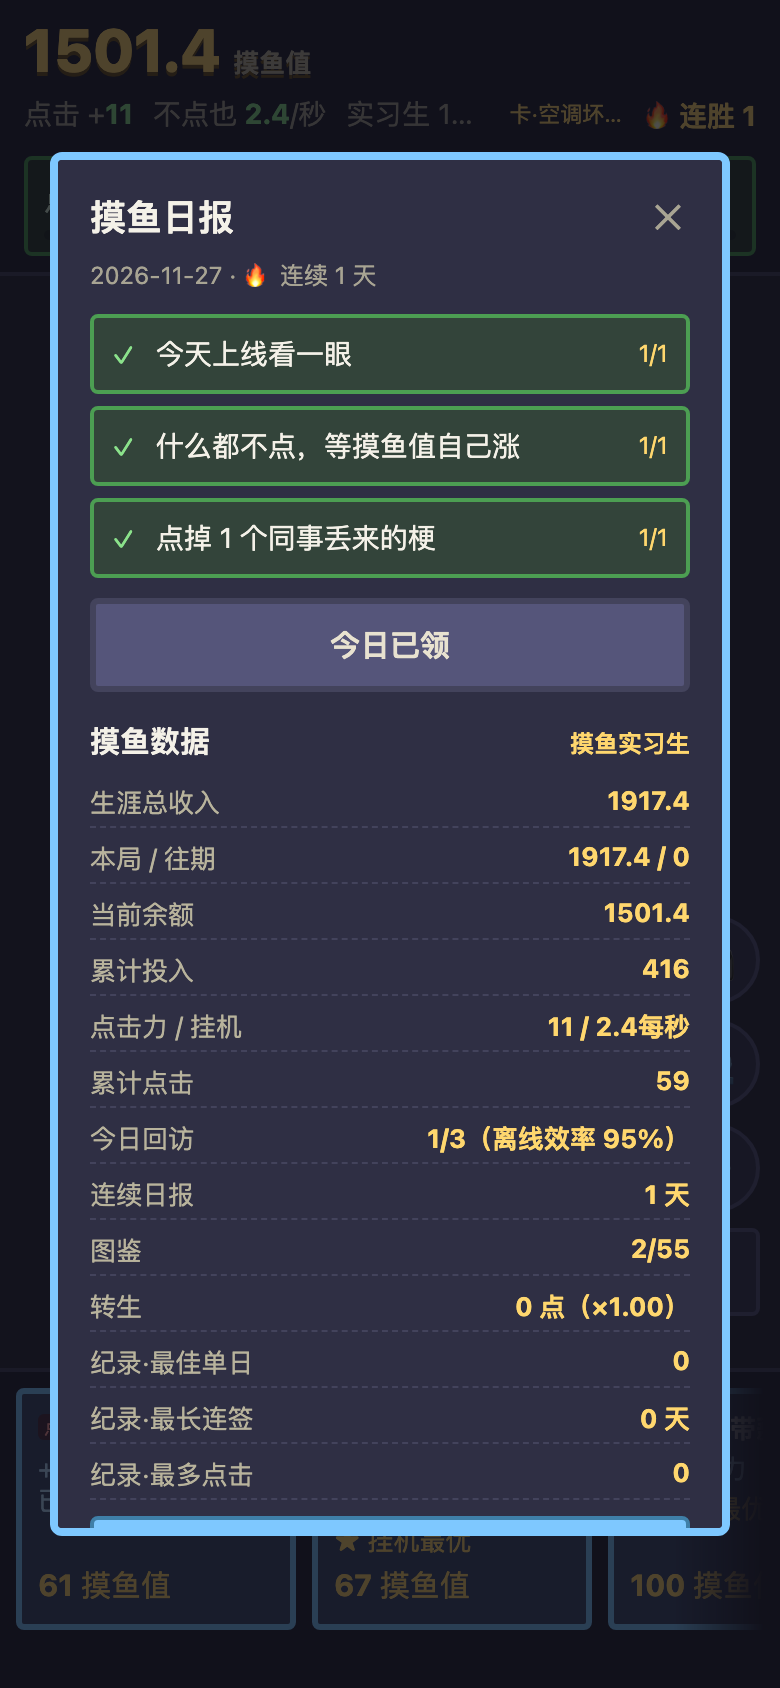 1501.4 摸鱼值
点击 +11 不点也 2.4/秒 实习生 1... 卡·空调坏... 🔥 连胜 1
摸鱼日报
2026-11-27 · 🔥 连续 1 天
✓ 今天上线看一眼 1/1
✓ 什么都不点，等摸鱼值自己涨 1/1
✓ 点掉 1 个同事丢来的梗 1/1
今日已领
摸鱼数据 摸鱼实习生
生涯总收入 1917.4
本局 / 往期 1917.4 / 0
当前余额 1501.4
累计投入 416
点击力 / 挂机 11 / 2.4每秒
累计点击 59
今日回访 1/3（离线效率 95%）
连续日报 1 天
图鉴 2/55
转生 0 点（×1.00）
纪录·最佳单日 0
纪录·最长连签 0 天
纪录·最多点击 0
★ 挂机最优
61 摸鱼值 67 摸鱼值 100 摸鱼